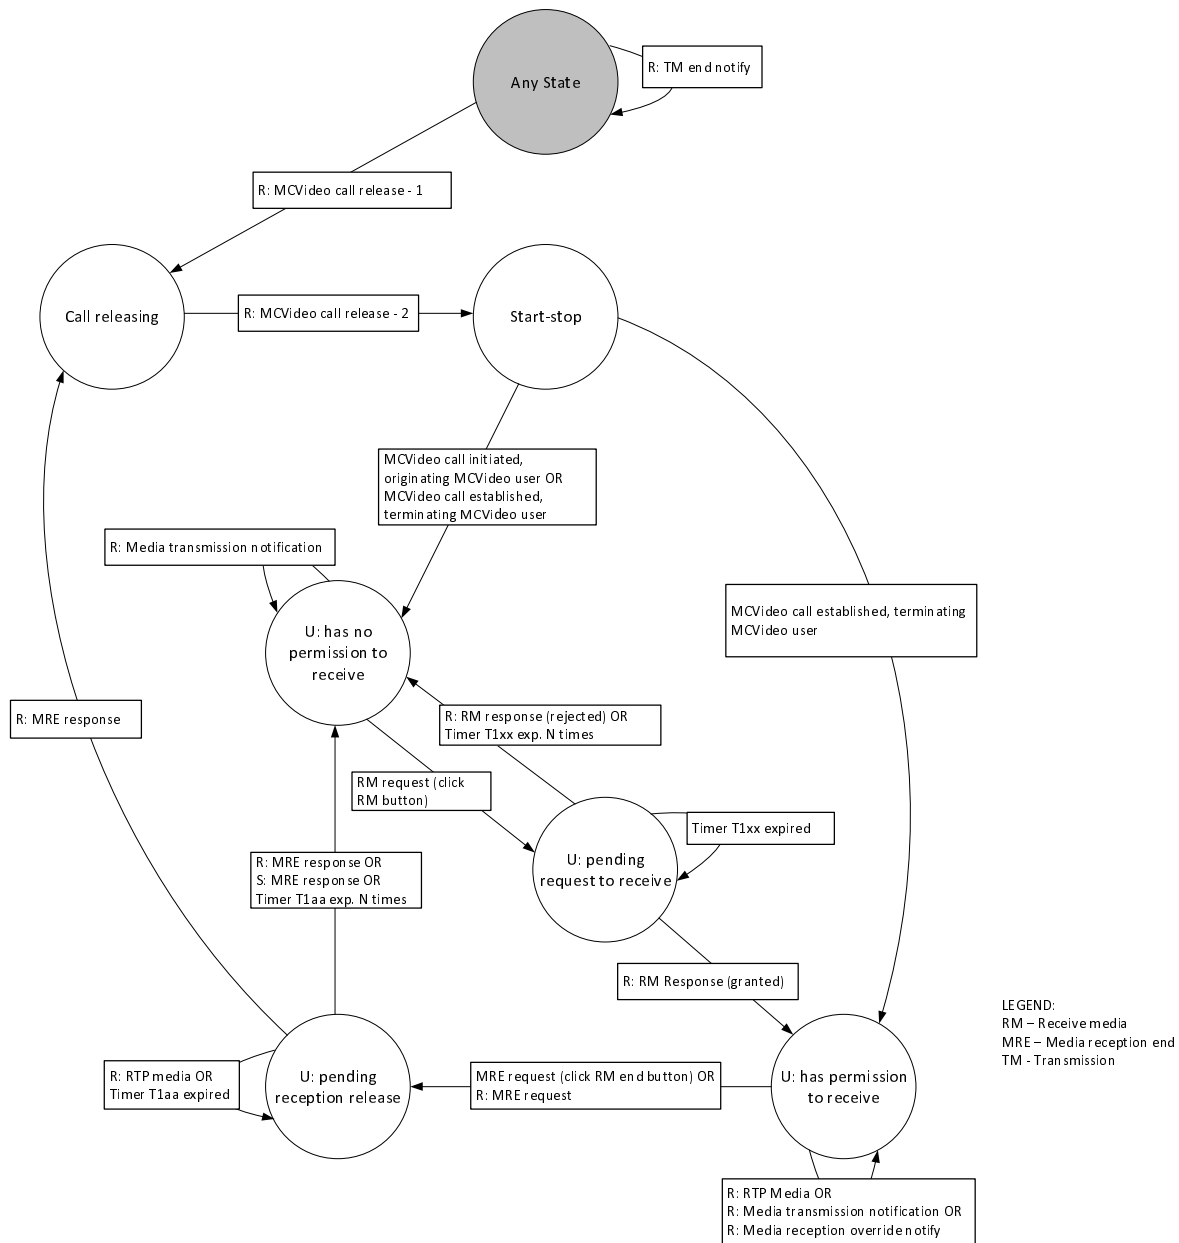 Any State
R: TM end notify
R: MCVideo call release - 1
Call releasing
R: MCVideo call release - 2
Start-stop
MCVideo call initiated,
originating MCVideo user OR
MCVideo call established,
terminating MCVideo user
R: Media transmission notification
MCVideo call established, terminating
MCVideo user
U: has no
permission to
receive
R: MRE response
R: RM response (rejected) OR
Timer T1xx exp. N times
RM request (click
RM button)
Timer T1xx expired
U: pending
request to receive
R: MRE response OR
S: MRE response OR
Timer T1aa exp. N times
R: RM Response (granted)
LEGEND:
RM – Receive media
MRE – Media reception end
TM - Transmission
R: RTP media OR
Timer T1aa expired
U: pending
reception release
MRE request (click RM end button) OR
R: MRE request
U: has permission
to receive
R: RTP Media OR
R: Media transmission notification OR
R: Media reception override notify